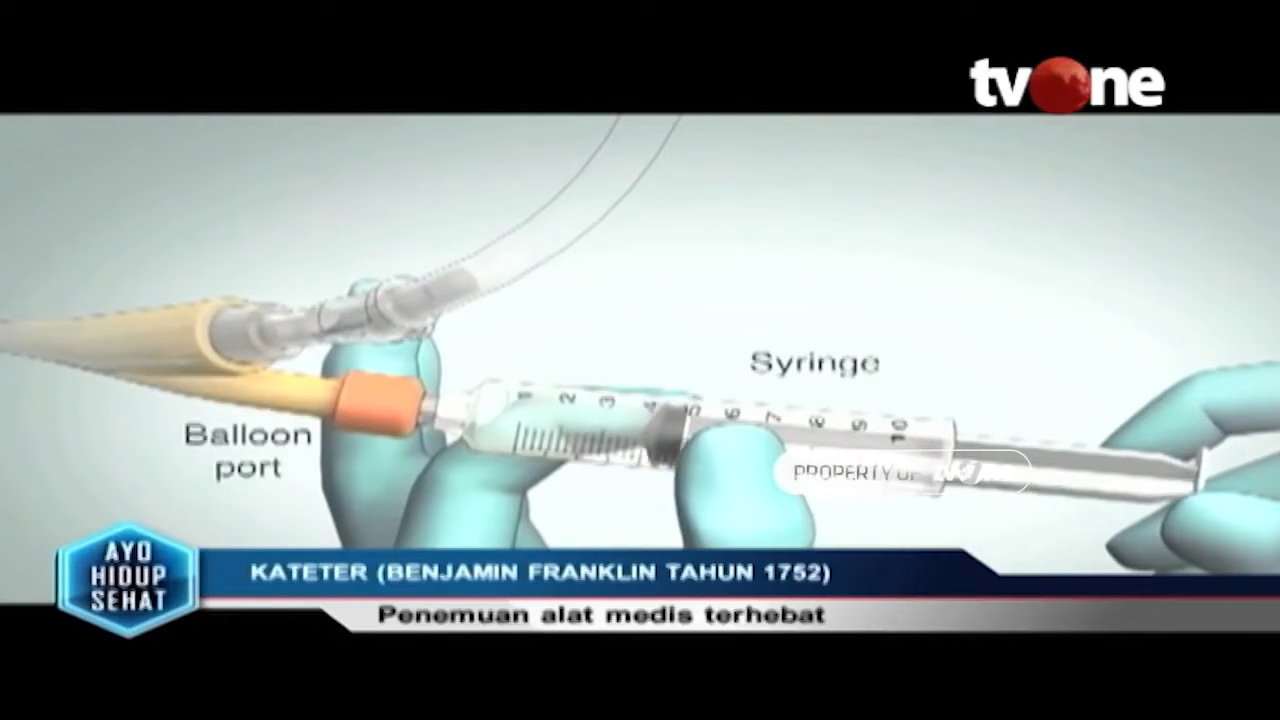 tvOne
Syringe
1 2 3 4 5 6 7 8 9 10
Balloon
port
PROPERTY OF
AYO
HIDUP
SEHAT
KATETER (BENJAMIN FRANKLIN TAHUN 1752)
Penemuan alat medis terhebat